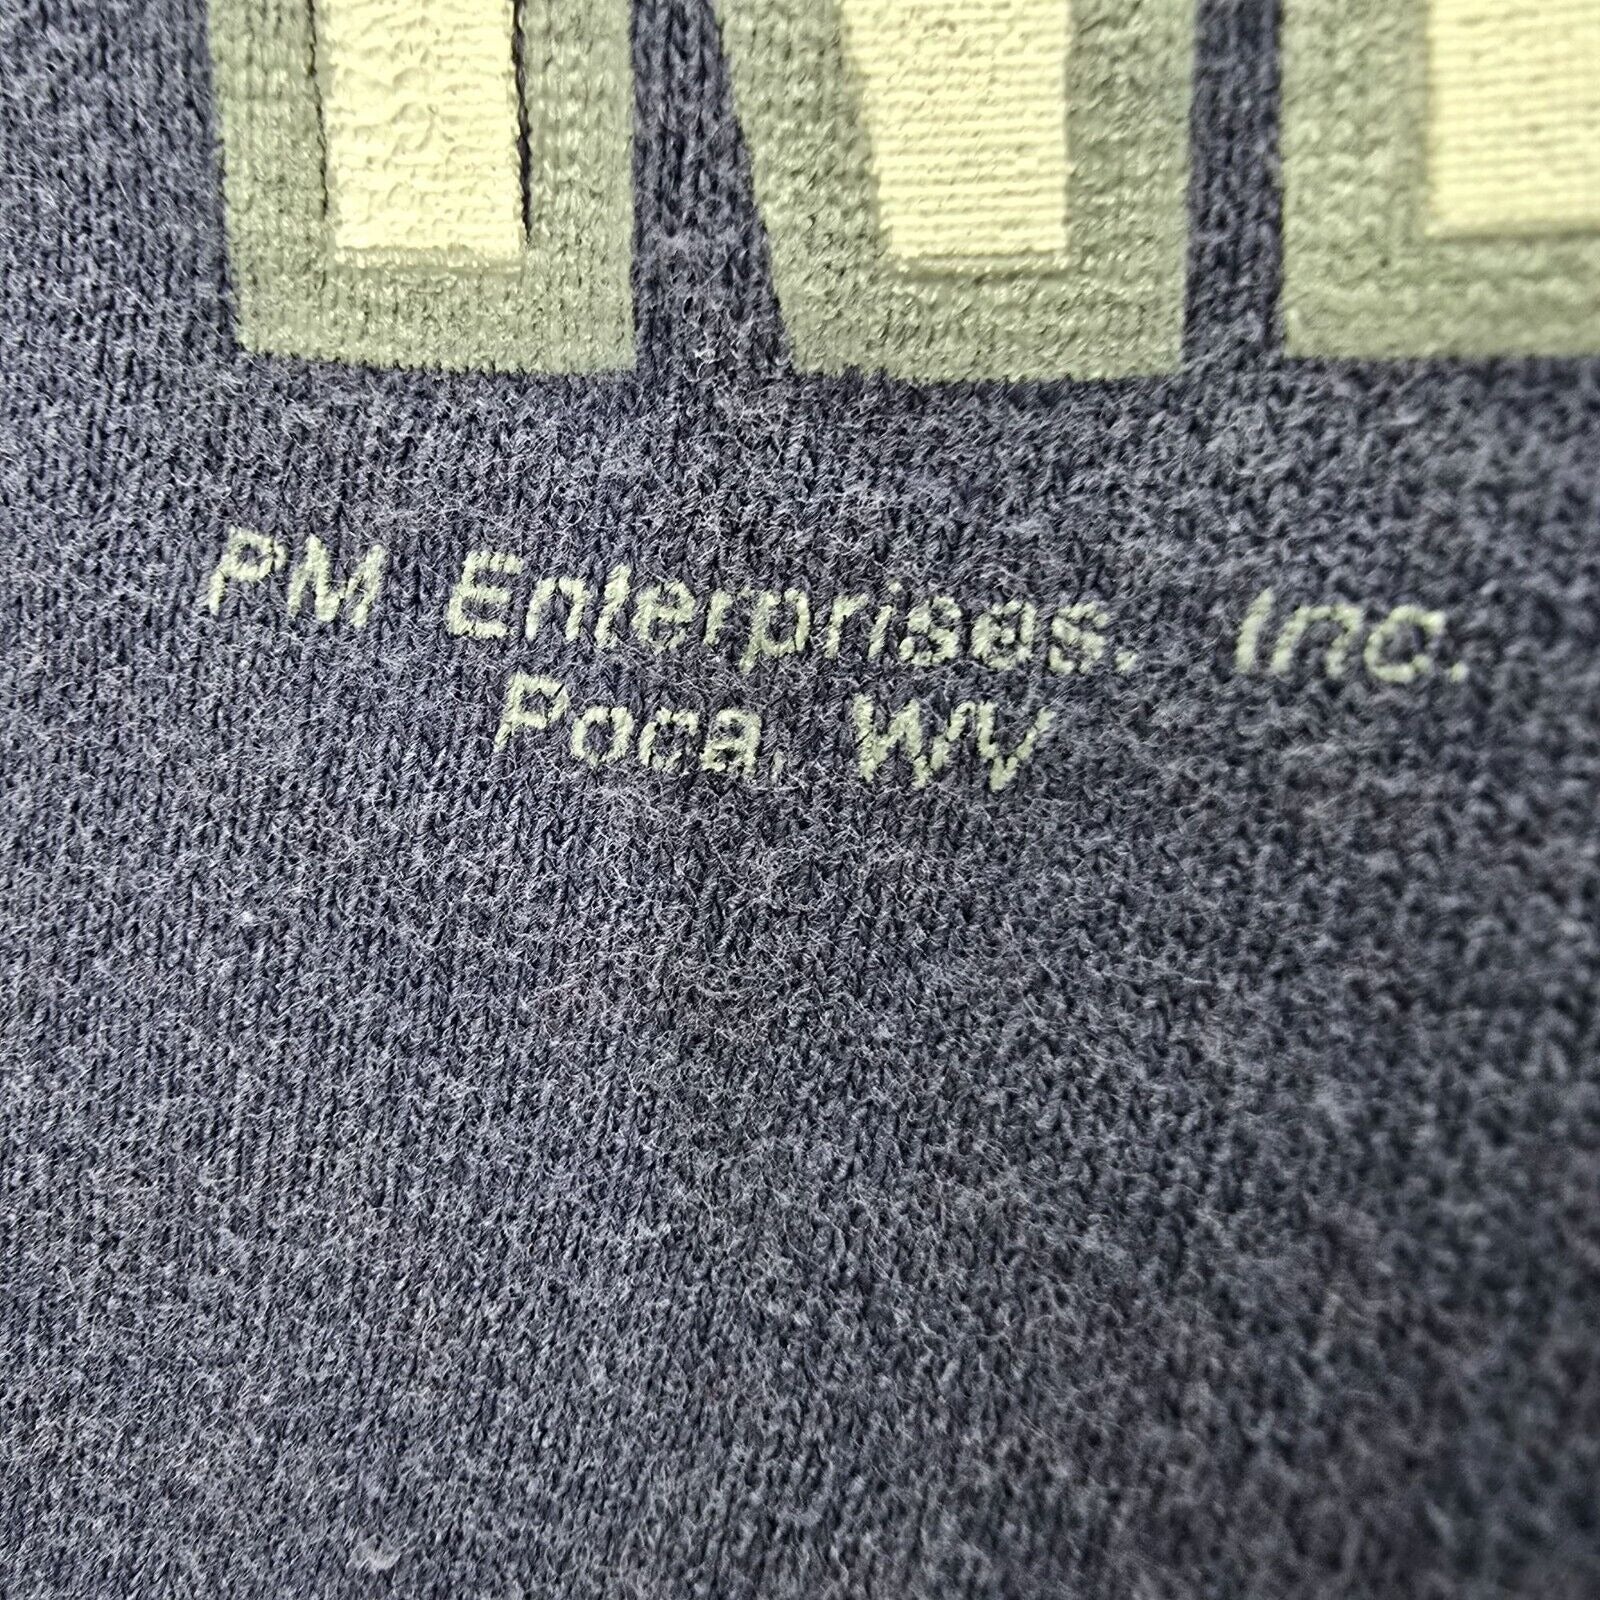 PM Enterprises, Inc.
Poca, WV